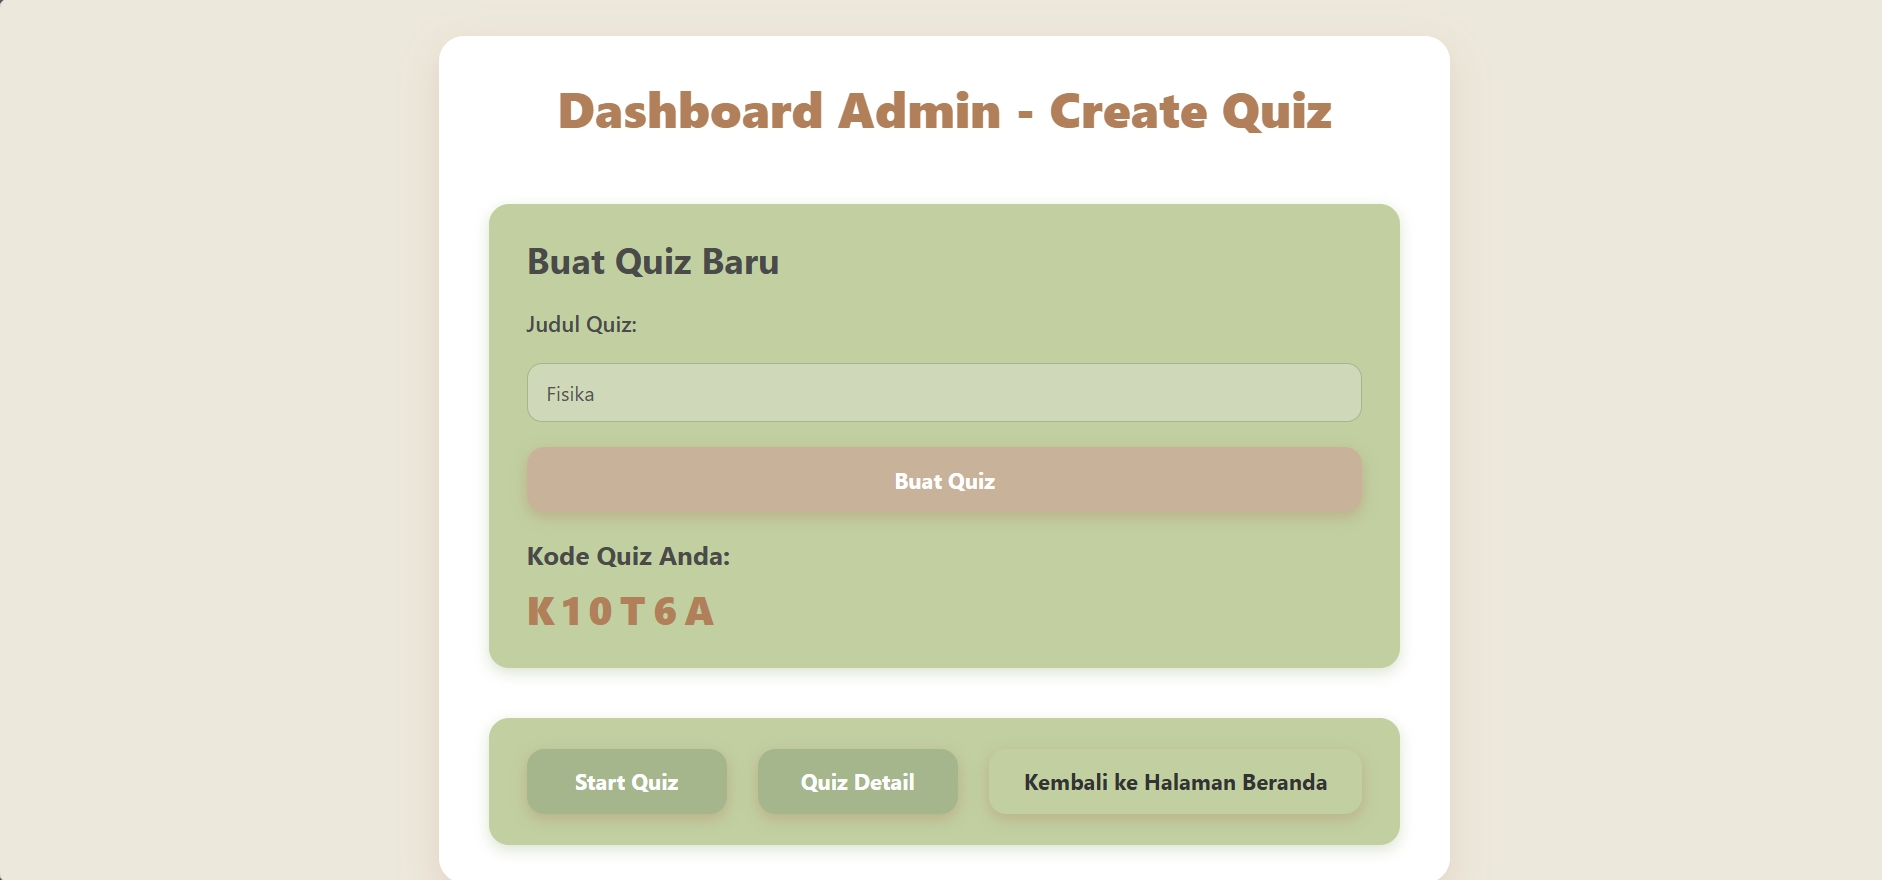 Dashboard Admin - Create Quiz
Buat Quiz Baru
Judul Quiz:
Fisika
Buat Quiz
Kode Quiz Anda:
K10T6A
Start Quiz
Quiz Detail
Kembali ke Halaman Beranda